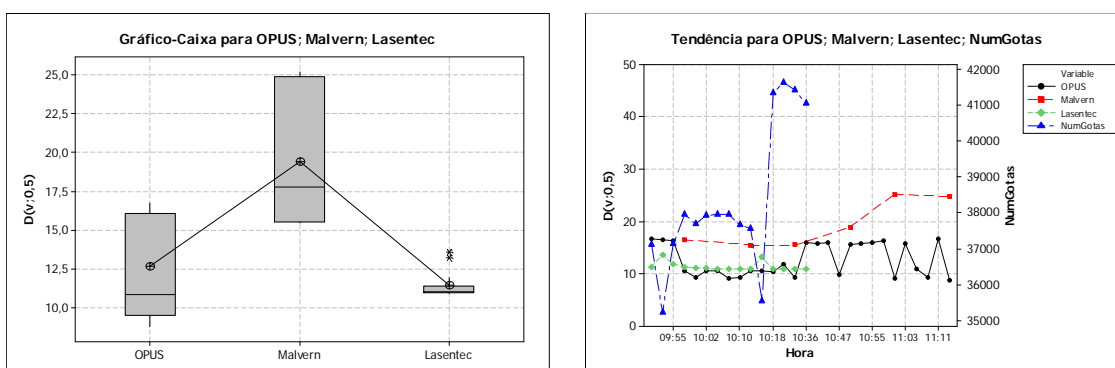 Gráfico-Caixa para OPUS; Malvern; Lasentec
D(v;0,5)
25,0
22,5
20,0
17,5
15,0
12,5
10,0
OPUS Malvern Lasentec
Tendência para OPUS; Malvern; Lasentec; NumGotas
D(v;0,5)
50
40
30
20
10
0
42000
41000
40000
39000
38000
37000
36000
35000
NumGotas
09:55 10:02 10:10 10:18 10:36 10:47 10:55 11:03 11:11
Hora
Variable
OPUS
Malvern
Lasentec
NumGotas